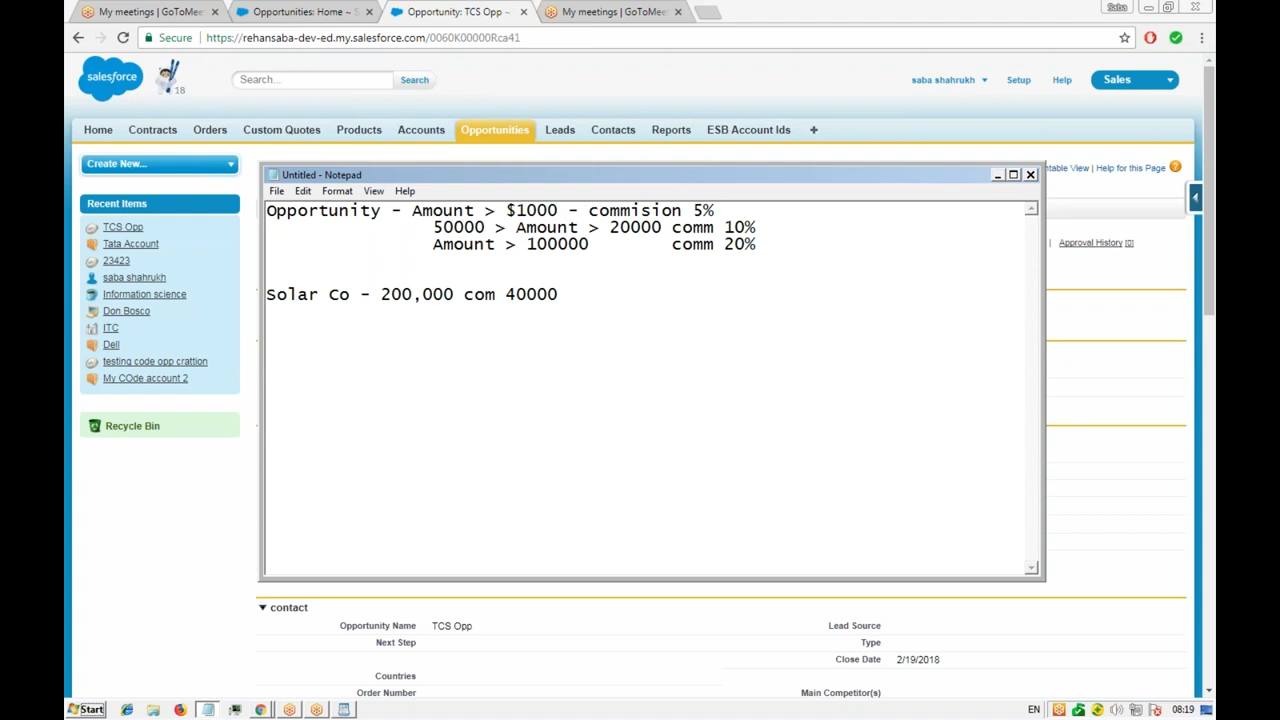 My meetings | GoToMee
Opportunities: Home ~ S
Opportunity: TCS Opp ~
My meetings | GoToMee
Saba
Secure
https://rehansaba-dev-ed.my.salesforce.com/0060K00000Rca41
salesforce
18
Search...
Search
saba shahrukh
Setup
Help
Sales
Home
Contracts
Orders
Custom Quotes
Products
Accounts
Opportunities
Leads
Contacts
Reports
ESB Account Ids
+
Create New...
Recent Items
TCS Opp
Tata Account
23423
saba shahrukh
Information science
Don Bosco
ITC
Dell
testing code opp crattion
My COde account 2
Recycle Bin
Untitled - Notepad
File Edit Format View Help
Opportunity - Amount > $1000 - commision 5%
50000 > Amount > 20000 comm 10%
Amount > 100000 comm 20%
Solar Co - 200,000 com 40000
ntable View | Help for this Page ?
| Approval History [0]
contact
Opportunity Name TCS Opp
Lead Source
Next Step
Type
Close Date 2/19/2018
Countries
Order Number
Main Competitor(s)
Start
EN
08:19